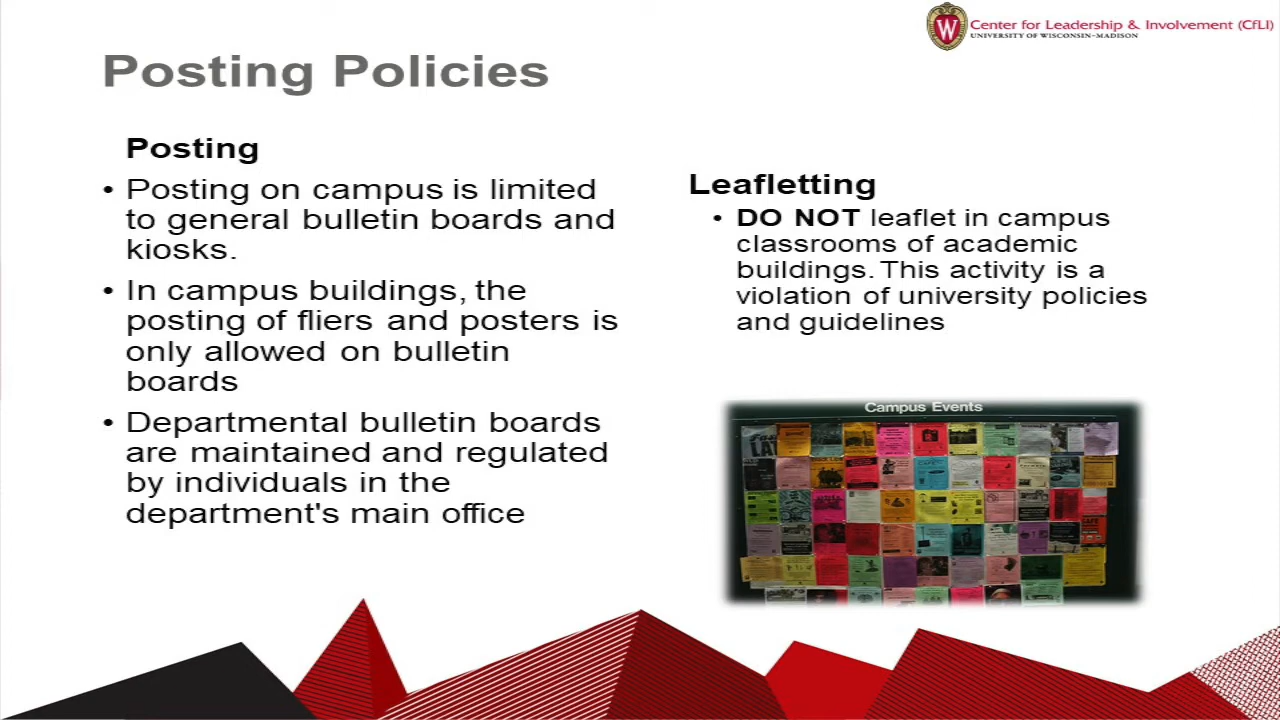 Center for Leadership & Involvement (CfLI)
UNIVERSITY OF WISCONSIN–MADISON
W
Posting Policies
Posting
• Posting on campus is limited
to general bulletin boards and
kiosks.
• In campus buildings, the
posting of fliers and posters is
only allowed on bulletin
boards
• Departmental bulletin boards
are maintained and regulated
by individuals in the
department's main office
Leafletting
• DO NOT leaflet in campus
classrooms of academic
buildings. This activity is a
violation of university policies
and guidelines
Campus Events